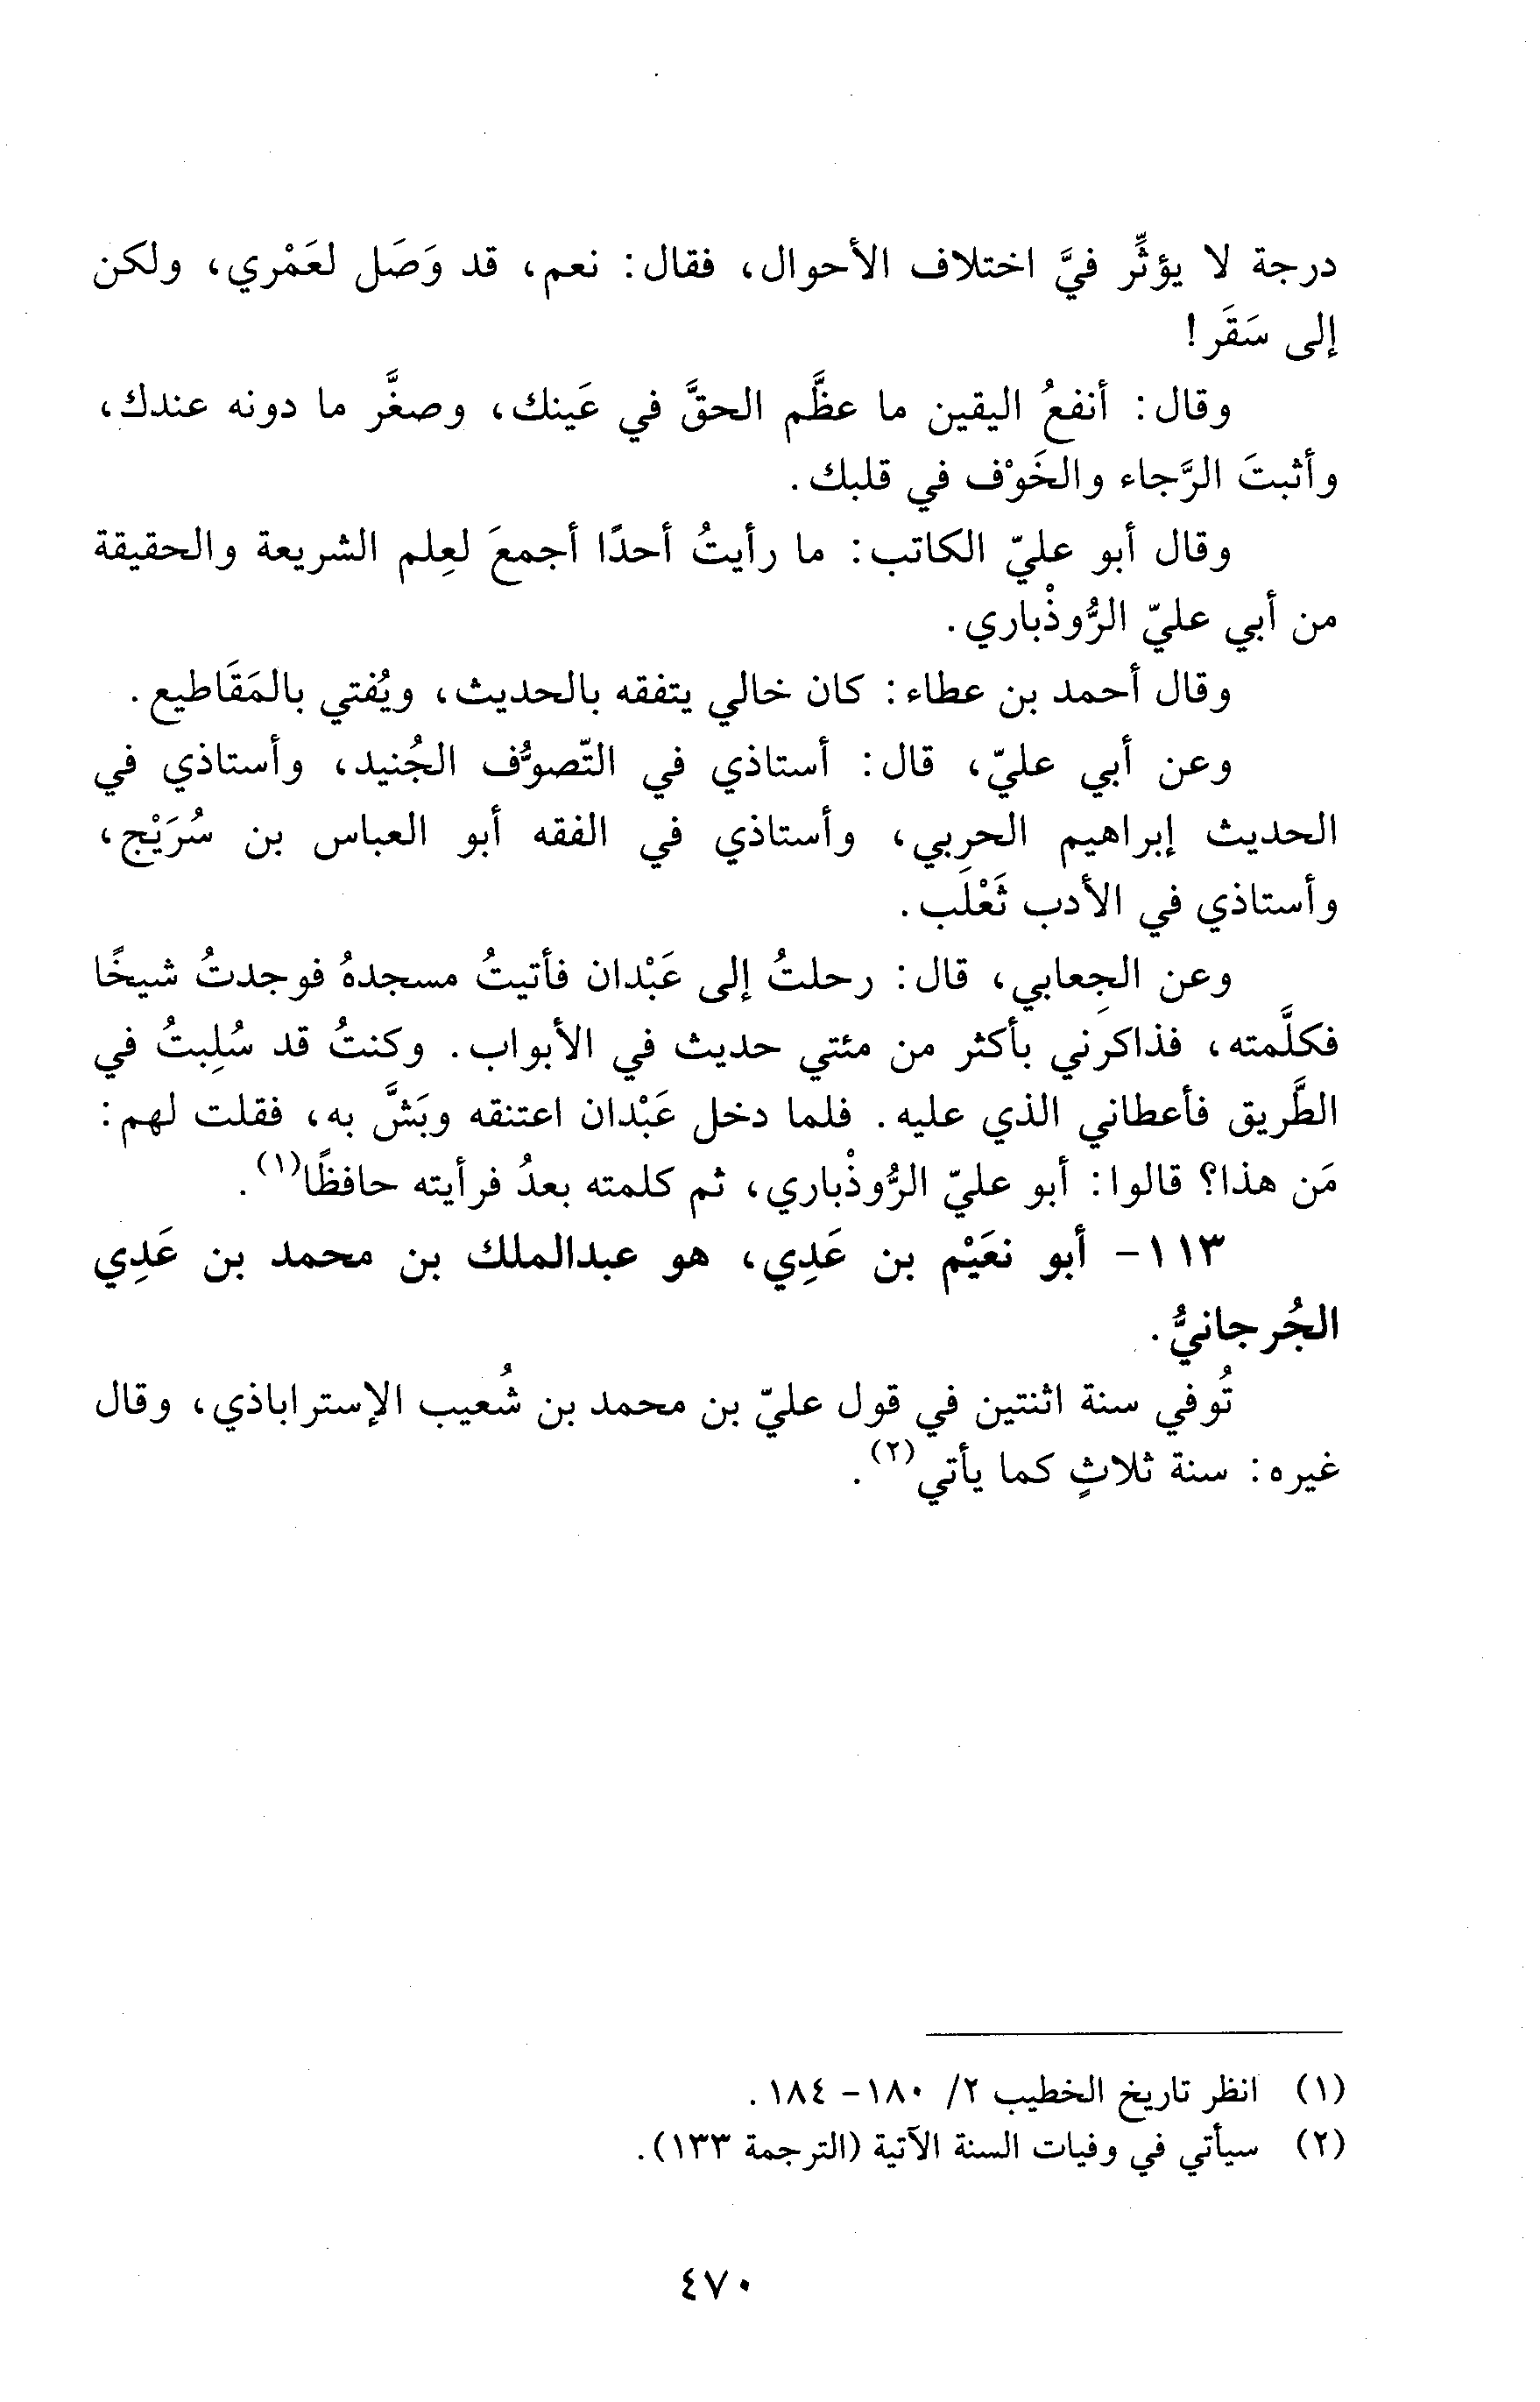 درجة لا يؤثِّر فيَّ اختلاف الأحوال، فقال: نعم، قد وَصَل لعَمْري، ولكن
إلى سَقَر!
وقال: أنفعُ اليقين ما عظَّم الحقَّ في عَينك، وصغَّر ما دونه عندك،
وأثبتَ الرَّجاء والخَوْف في قلبك.
وقال أبو عليّ الكاتب: ما رأيتُ أحدًا أجمعَ لعِلم الشريعة والحقيقة
من أبي عليّ الرُّوذْباري.
وقال أحمد بن عطاء: كان خالي يتفقه بالحديث، ويُفتي بالمَقَاطيع.
وعن أبي عليّ، قال: أستاذي في التّصوُّف الجُنيد، وأستاذي في
الحديث إبراهيم الحرِبي، وأستاذي في الفقه أبو العباس بن سُرَيْج،
وأستاذي في الأدب ثَعْلَب.
وعن الجِعابي، قال: رحلتُ إلى عَبْدان فأتيتُ مسجدهُ فوجدتُ شيخًا
فكلَّمته، فذاكرني بأكثر من مئتي حديث في الأبواب. وكنتُ قد سُلِبتُ في
الطَّريق فأعطاني الذي عليه. فلما دخل عَبْدان اعتنقه وبَشَّ به، فقلت لهم:
مَن هذا؟ قالوا: أبو عليّ الرُّوذْباري، ثم كلمته بعدُ فرأيته حافظًا(١).
١١٣- أبو نعَيْم بن عَدِي، هو عبدالملك بن محمد بن عَدِي
الجُرجانيُّ.
تُوفي سنة اثنتين في قول عليّ بن محمد بن شُعيب الإستراباذي، وقال
غيره: سنة ثلاثٍ كما يأتي(٢).
(١) انظر تاريخ الخطيب ٢/ ١٨٠- ١٨٤.
(٢) سيأتي في وفيات السنة الآتية (الترجمة ١٣٣).
٤٧٠